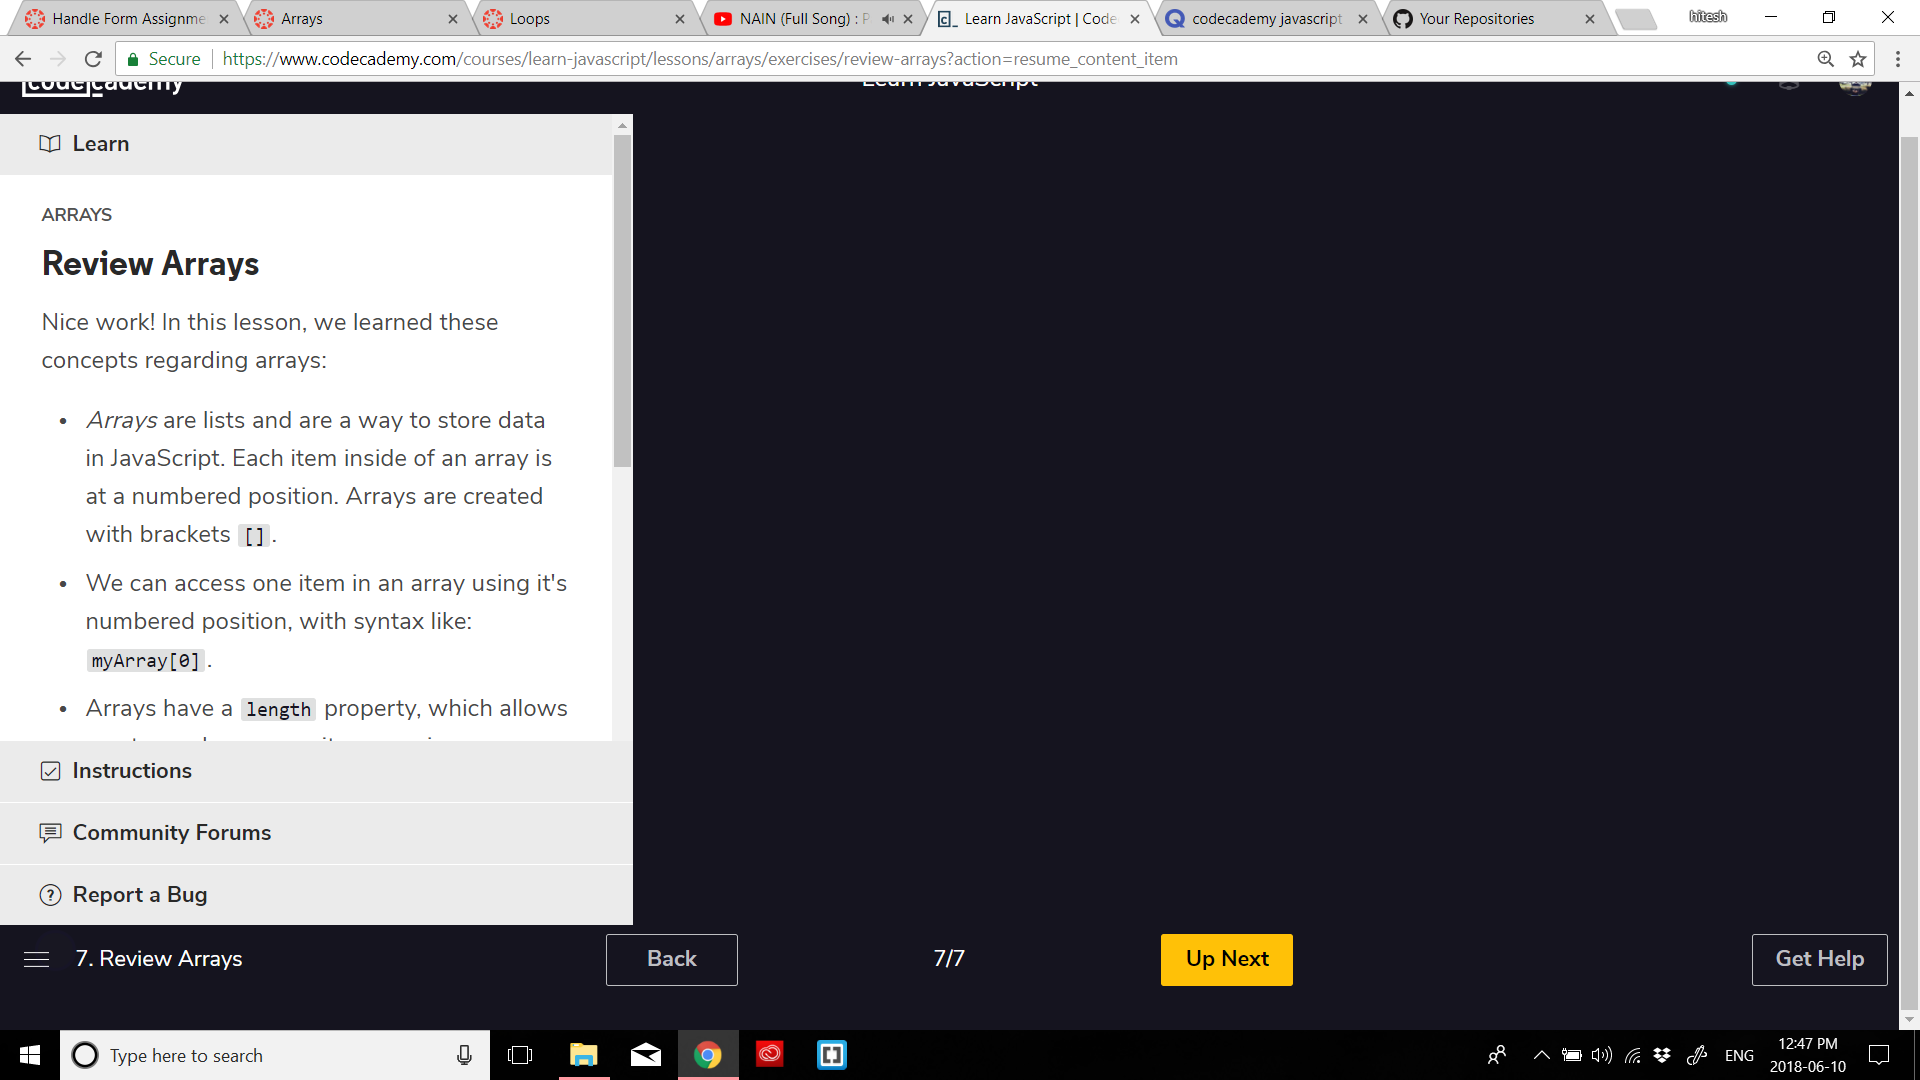 Handle Form Assignme
Arrays
Loops
NAIN (Full Song) : P
Learn JavaScript | Code
codecademy javascript
Your Repositories
hitesh
Secure
https://www.codecademy.com/courses/learn-javascript/lessons/arrays/exercises/review-arrays?action=resume_content_item
codecademy
Learn JavaScript
Learn
ARRAYS
Review Arrays
Nice work! In this lesson, we learned these
concepts regarding arrays:
• Arrays are lists and are a way to store data
in JavaScript. Each item inside of an array is
at a numbered position. Arrays are created
with brackets [].
• We can access one item in an array using it's
numbered position, with syntax like:
myArray[0].
• Arrays have a length property, which allows
Instructions
Community Forums
Report a Bug
7. Review Arrays
Back
7/7
Up Next
Get Help
Type here to search
ENG
12:47 PM
2018-06-10